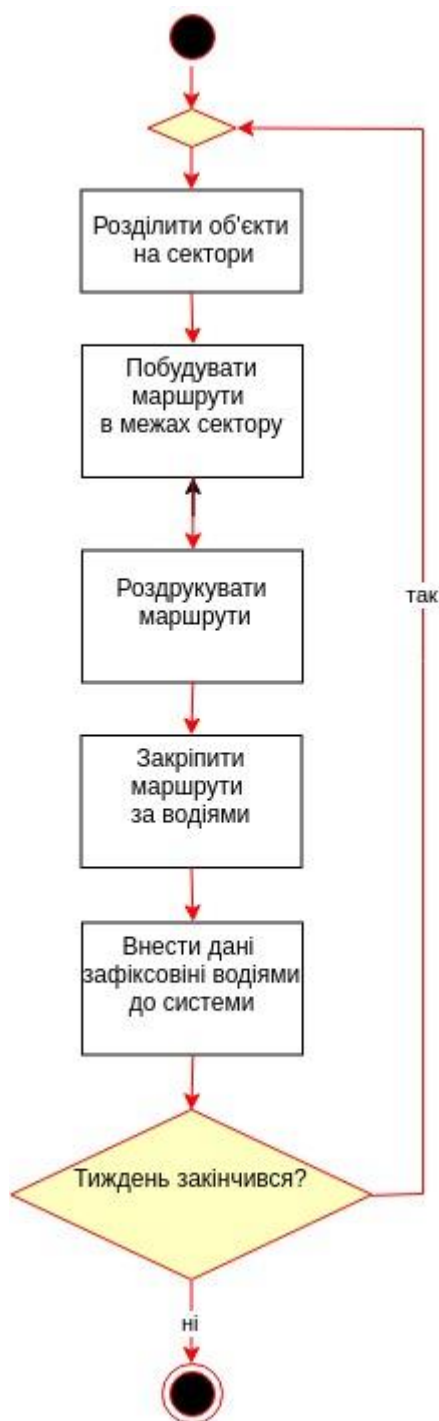 Розділити об'єкти
на сектори
Побудувати
маршрути
в межах сектору
Роздрукувати
маршрути
так
Закріпити
маршрути
за водіями
Внести дані
зафіксовіні водіями
до системи
Тиждень закінчився?
ні